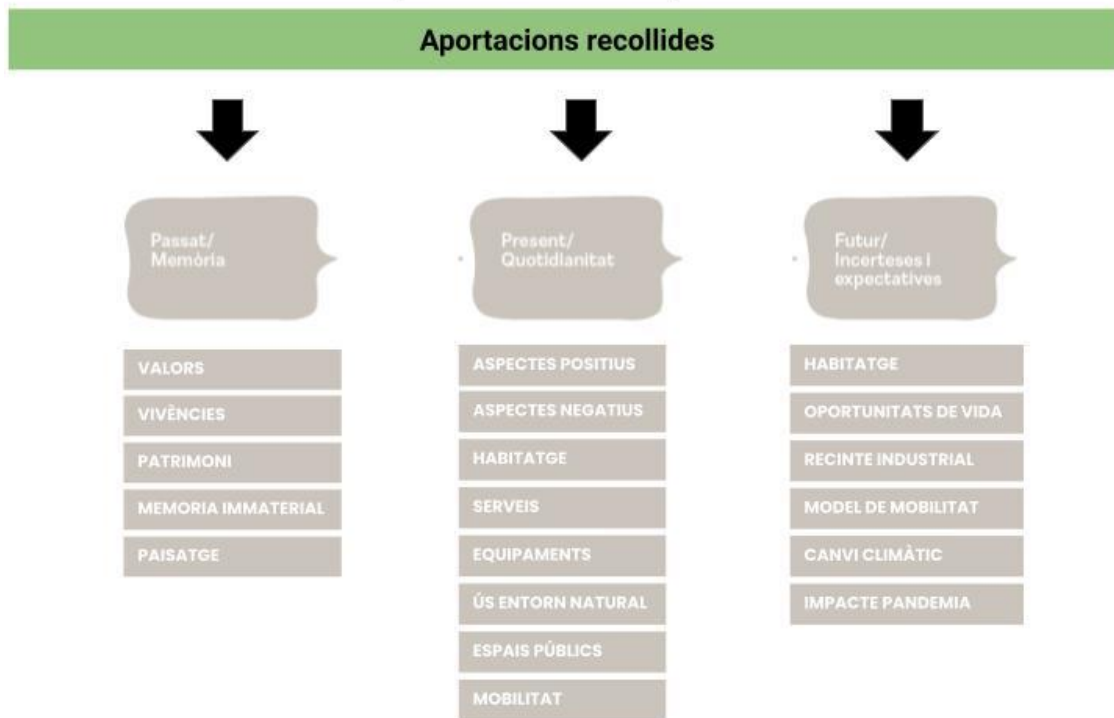 Aportacions recollides
Passat/
Memòria
VALORS
VIVÈNCIES
PATRIMONI
MEMORIA IMMATERIAL
PAISATGE
Present/
Quotidianitat
ASPECTES POSITIUS
ASPECTES NEGATIUS
HABITATGE
SERVEIS
EQUIPAMENTS
ÚS ENTORN NATURAL
ESPAIS PÚBLICS
MOBILITAT
Futur/
Incerteses i
expectatives
HABITATGE
OPORTUNITATS DE VIDA
RECINTE INDUSTRIAL
MODEL DE MOBILITAT
CANVI CLIMÀTIC
IMPACTE PANDEMIA